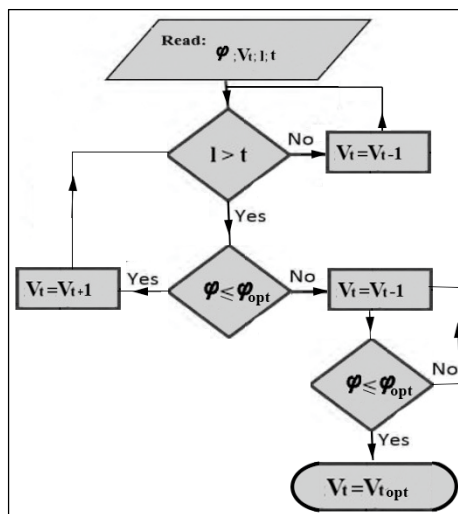 Read:
φ ; Vt; l; t
l > t
No
Vt=Vt-1
Yes
φ ≤ φopt
Yes
Vt=Vt+1
No
Vt=Vt-1
φ ≤ φopt
No
Yes
Vt=Vtopt